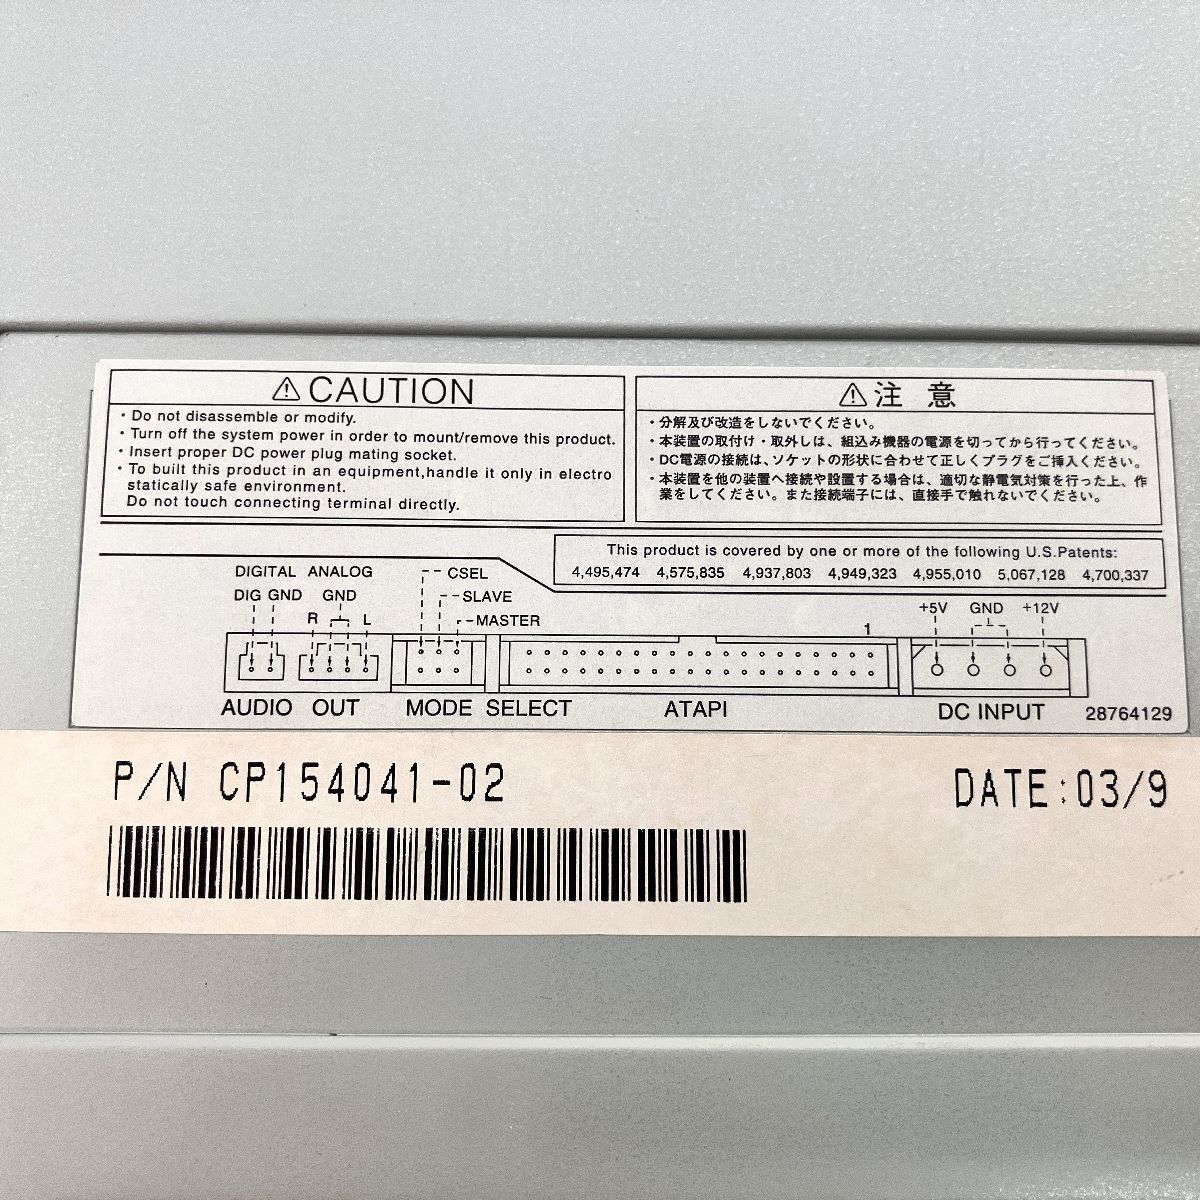 ⚠CAUTION
・Do not disassemble or modify.
・Turn off the system power in order to mount/remove this product.
・Insert proper DC power plug mating socket.
・To built this product in an equipment,handle it only in electro
statically safe environment.
Do not touch connecting terminal directly.
⚠注 意
・分解及び改造をしないでください。
・本装置の取付け・取外しは、組込み機器の電源を切ってから行ってください。
・DC電源の接続は、ソケットの形状に合わせて正しくプラグをご挿入ください。
・本装置を他の装置へ接続や設置する場合は、適切な静電気対策を行った上、作
業をしてください。また接続端子には、直接手で触れないでください。
This product is covered by one or more of the following U.S.Patents:
4,495,474 4,575,835 4,937,803 4,949,323 4,955,010 5,067,128 4,700,337
DIGITAL ANALOG
DIG GND GND
R L
CSEL
SLAVE
MASTER
1
+5V GND +12V
AUDIO OUT MODE SELECT ATAPI DC INPUT 28764129
P/N CP154041-02 DATE:03/9